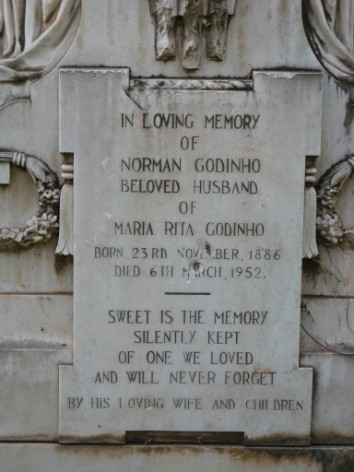 IN LOVING MEMORY
OF
NORMAN GODINHO
BELOVED HUSBAND
OF
MARIA RITA GODINHO
BORN 23RD NOVEMBER, 1886
DIED 6TH MARCH, 1952.
SWEET IS THE MEMORY
SILENTLY KEPT
OF ONE WE LOVED
AND WILL NEVER FORGET
BY HIS LOVING WIFE AND CHILDREN